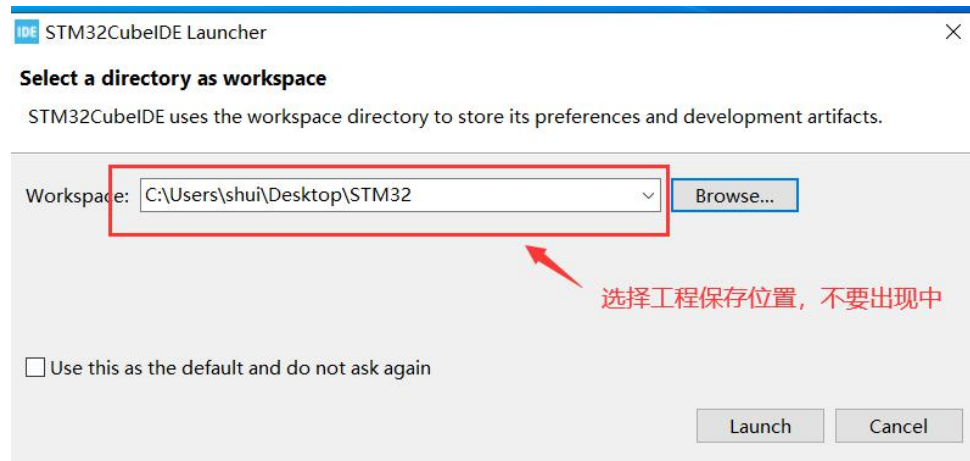 IDE STM32CubeIDE Launcher
Select a directory as workspace
STM32CubeIDE uses the workspace directory to store its preferences and development artifacts.
Workspace: C:\Users\shui\Desktop\STM32 Browse...
选择工程保存位置，不要出现中
Use this as the default and do not ask again
Launch Cancel